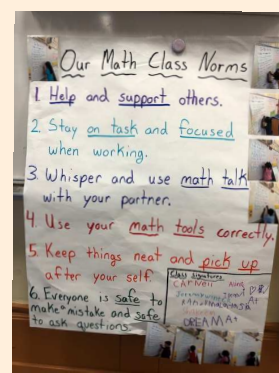 Our Math Class Norms
1. Help and support others.
2. Stay on task and focused
when working.
3. Whisper and use math talk
with your partner.
4. Use your math tools correctly.
5. Keep things neat and pick up
after your self.
6. Everyone is safe to
make a mistake and safe
to ask questions.
Class Signatures